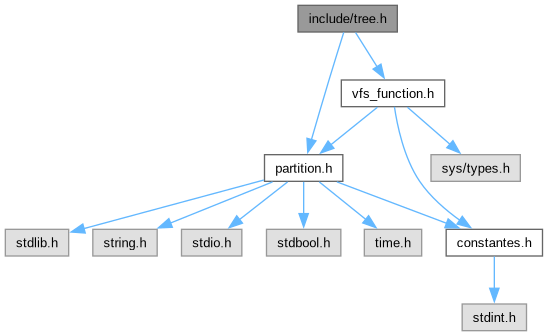 include/tree.h
vfs_function.h
partition.h
sys/types.h
stdlib.h
string.h
stdio.h
stdbool.h
time.h
constantes.h
stdint.h